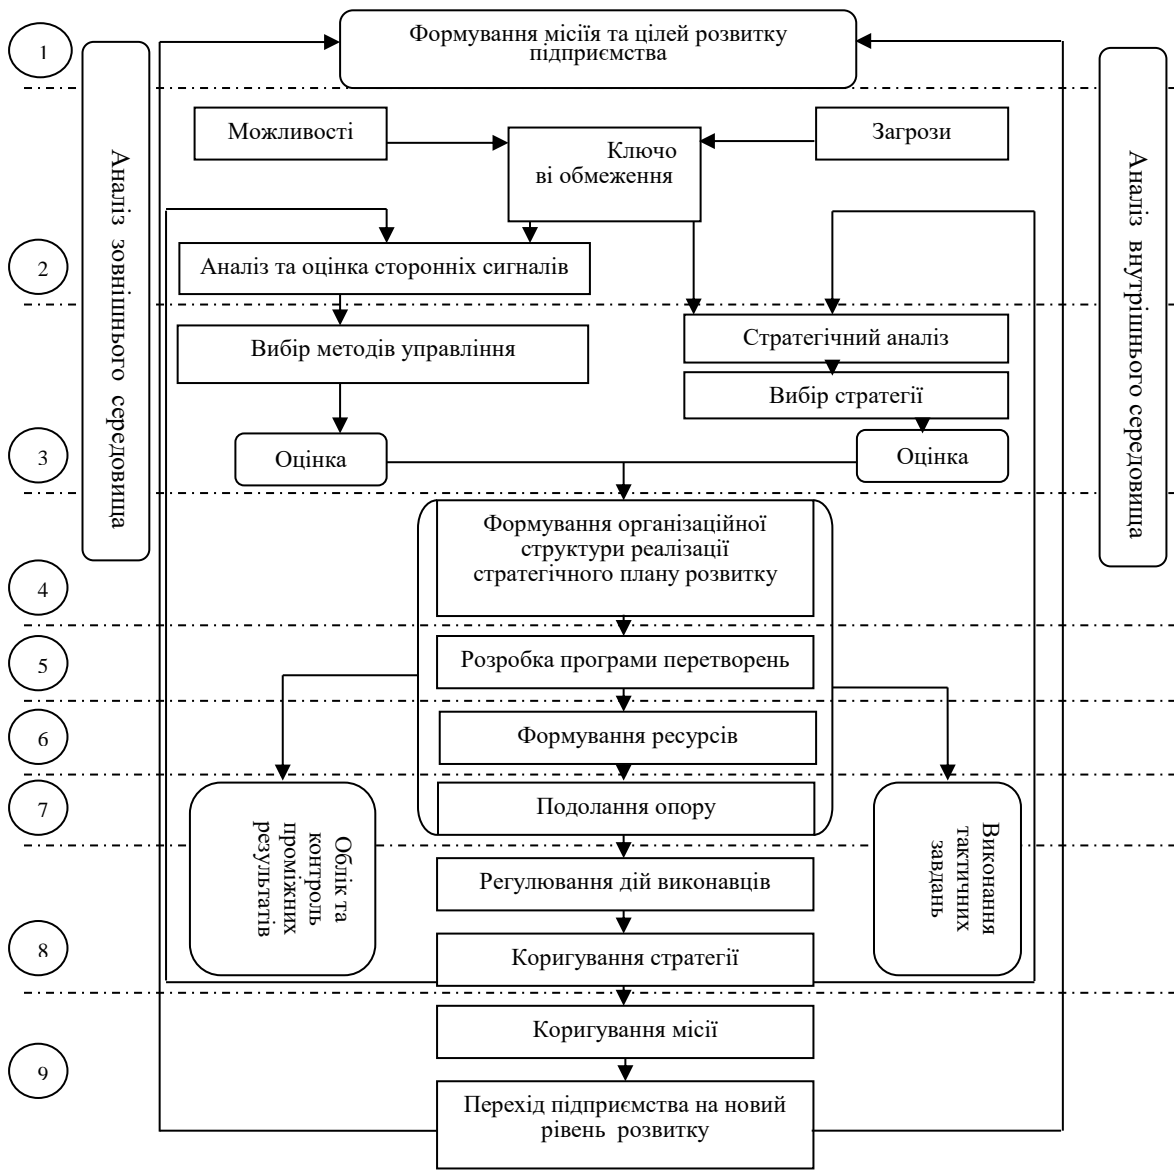 1
Формування місіїя та цілей розвитку
підприємства
Аналіз зовнішнього середовища
Аналіз внутрішнього середовища
Можливості
Загрози
Ключо
ві обмеження
2
Аналіз та оцінка сторонніх сигналів
Вибір методів управління
Стратегічний аналіз
Вибір стратегії
3
Оцінка
Оцінка
Формування організаційної
структури реалізації
стратегічного плану розвитку
4
5
Розробка програми перетворень
6
Формування ресурсів
7
Подолання опору
Облік та
контроль
проміжних
результатів
Виконання
тактичних
завдань
Регулювання дій виконавців
8
Коригування стратегії
Коригування місії
9
Перехід підприємства на новий
рівень розвитку